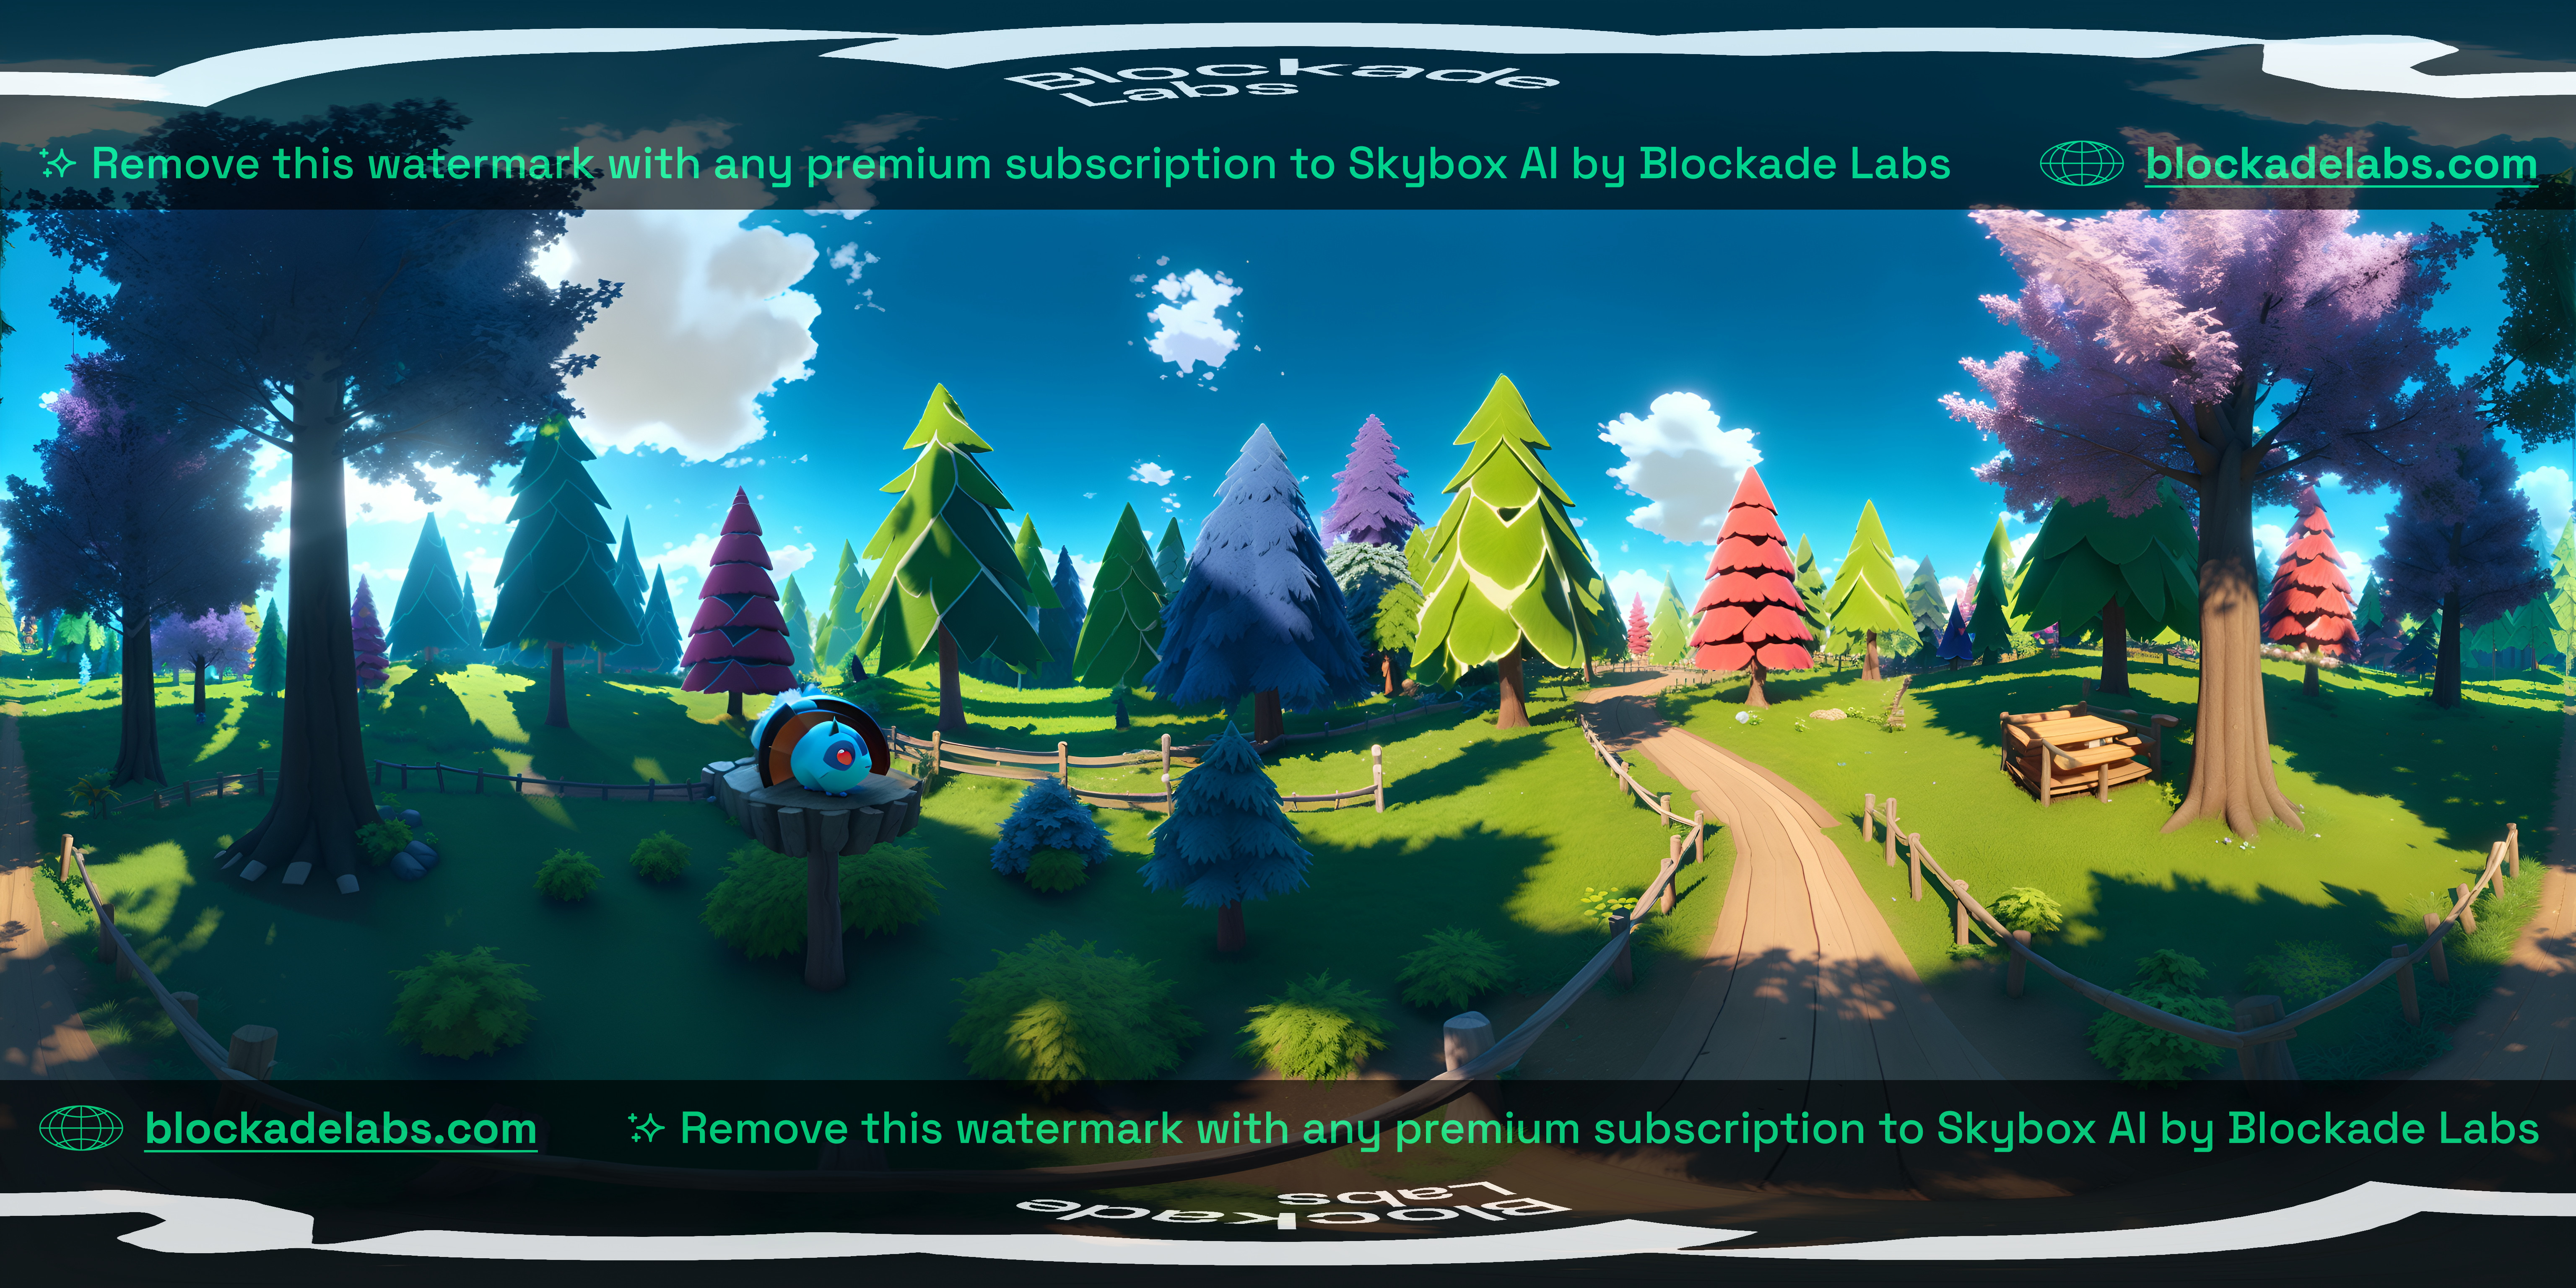 Blockade
Labs
Remove this watermark with any premium subscription to Skybox AI by Blockade Labs
blockadelabs.com
blockadelabs.com
Remove this watermark with any premium subscription to Skybox AI by Blockade Labs
Labs
Blockade